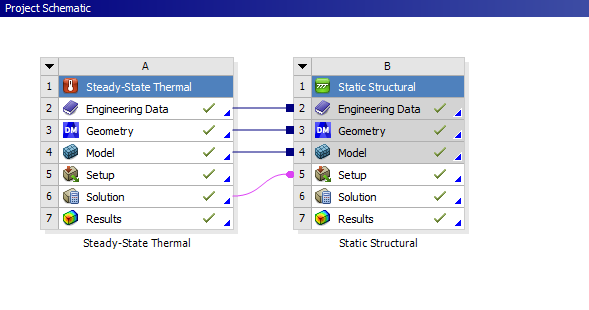 Project Schematic
A
1 Steady-State Thermal
2 Engineering Data
3 DM Geometry
4 Model
5 Setup
6 Solution
7 Results
Steady-State Thermal
B
1 Static Structural
2 Engineering Data
3 DM Geometry
4 Model
5 Setup
6 Solution
7 Results
Static Structural